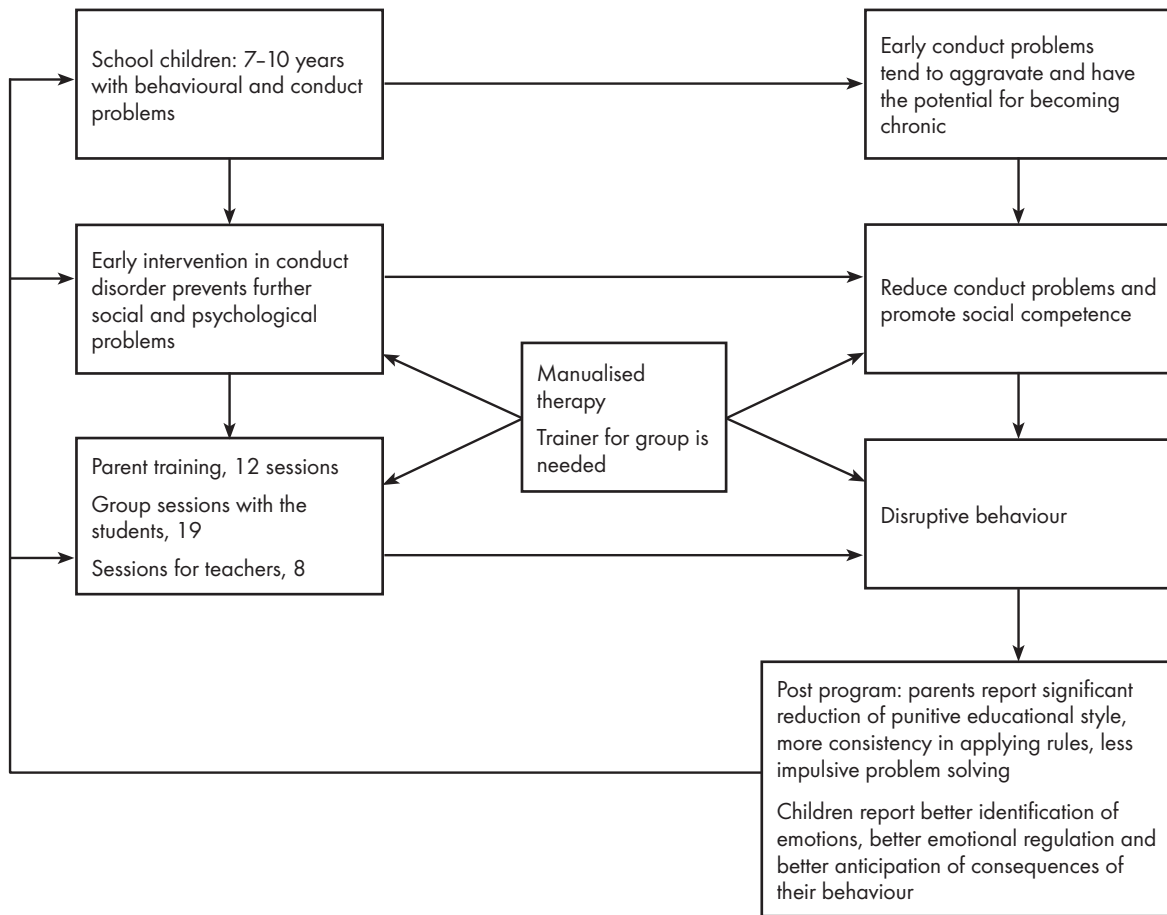 School children: 7–10 years
with behavioural and conduct
problems
Early conduct problems
tend to aggravate and have
the potential for becoming
chronic
Early intervention in conduct
disorder prevents further
social and psychological
problems
Reduce conduct problems and
promote social competence
Manualised
therapy
Trainer for group is
needed
Parent training, 12 sessions
Group sessions with the
students, 19
Sessions for teachers, 8
Disruptive behaviour
Post program: parents report significant
reduction of punitive educational style,
more consistency in applying rules, less
impulsive problem solving
Children report better identification of
emotions, better emotional regulation and
better anticipation of consequences of
their behaviour